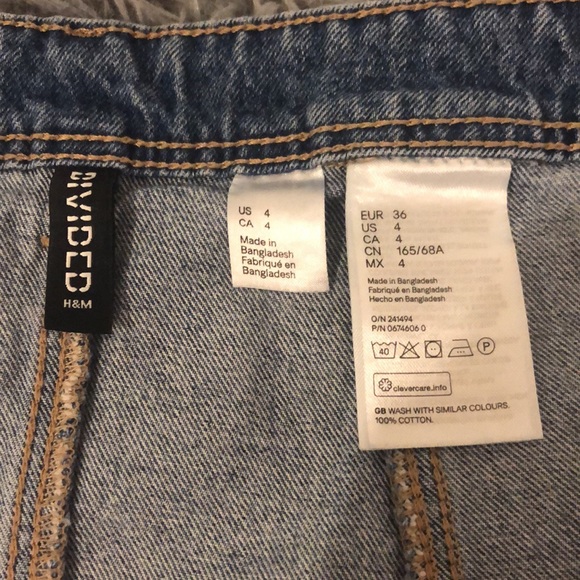 DIVIDED
H&M
US 4
CA 4
Made in
Bangladesh
Fabriqué en
Bangladesh
EUR 36
US 4
CA 4
CN 165/68A
MX 4
Made in Bangladesh
Fabriqué en Bangladesh
Hecho en Bangladesh
O/N 241494
P/N 0674606 0
40 P
clevercare.info
GB WASH WITH SIMILAR COLOURS.
100% COTTON.